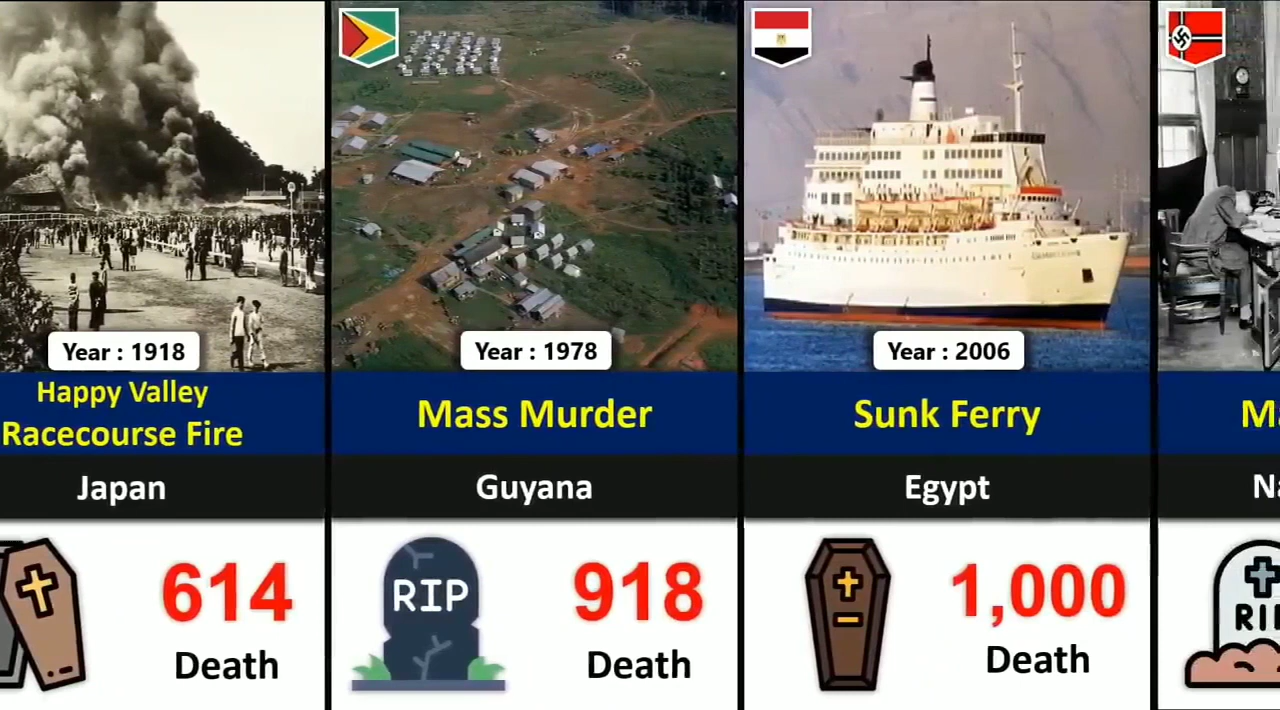 Year : 1918
Happy Valley
Racecourse Fire
Japan
614
Death
Year : 1978
Mass Murder
Guyana
RIP
918
Death
Year : 2006
Sunk Ferry
Egypt
1,000
Death